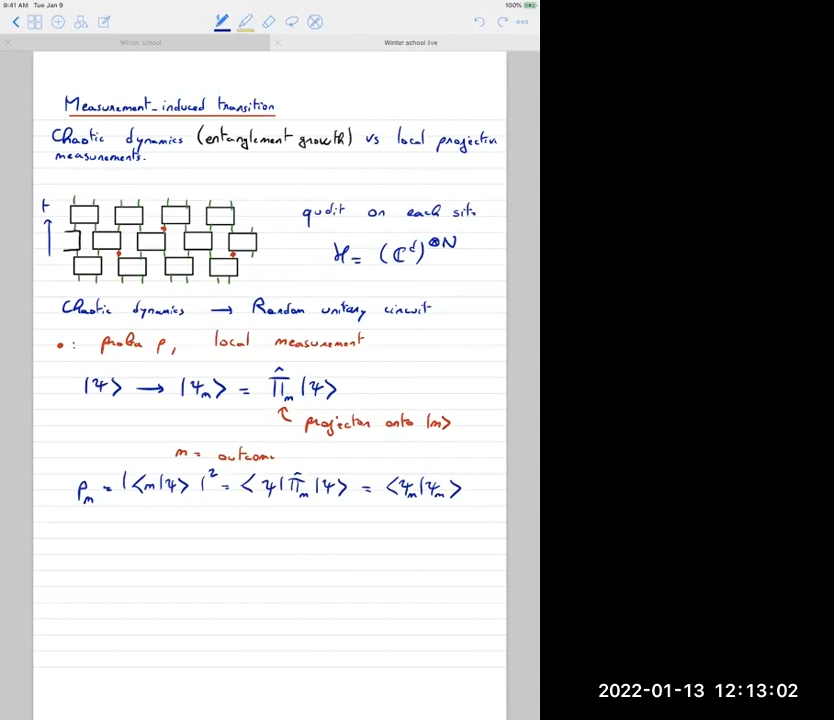 9:41 AM Tue Jan 9
100%
Winter school
Winter school live
Measurement-induced transition
Chaotic dynamics (entanglement growth) vs local projective
measurements.
t
qudit on each site
H = (ℂ^d)^{⊗N}
Chaotic dynamics → Random unitary circuit
• : proba p, local measurement
|Ψ> → |Ψ_m> = Π̂_m |Ψ>
projector onto |m>
m = outcome
p_m = |<m|Ψ>|² = <Ψ|Π̂_m|Ψ> = <Ψ_m|Ψ_m>
2022-01-13 12:13:02